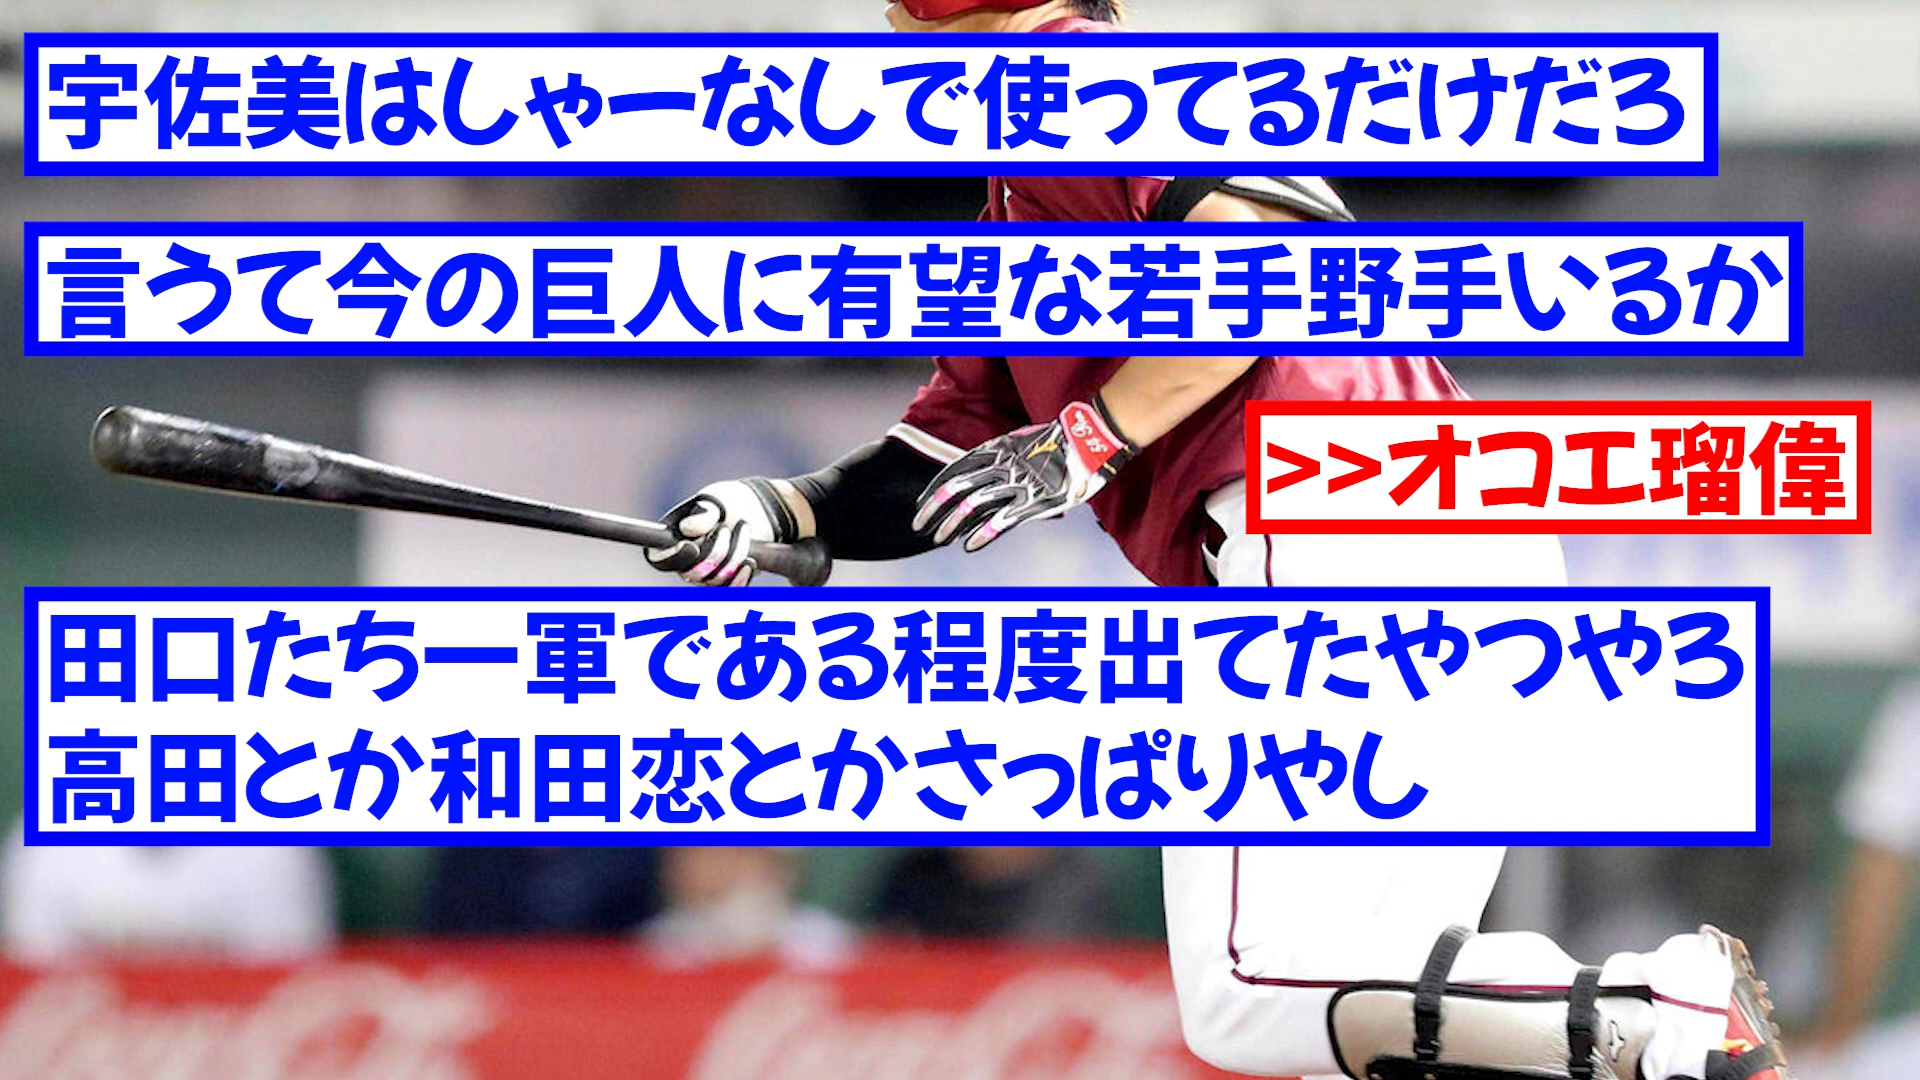 宇佐美はしゃーなしで使ってるだけだろ
言うて今の巨人に有望な若手野手いるか
>>オコエ瑠偉
田口たち一軍である程度出てたやつやろ
高田とか和田恋とかさっぱりやし